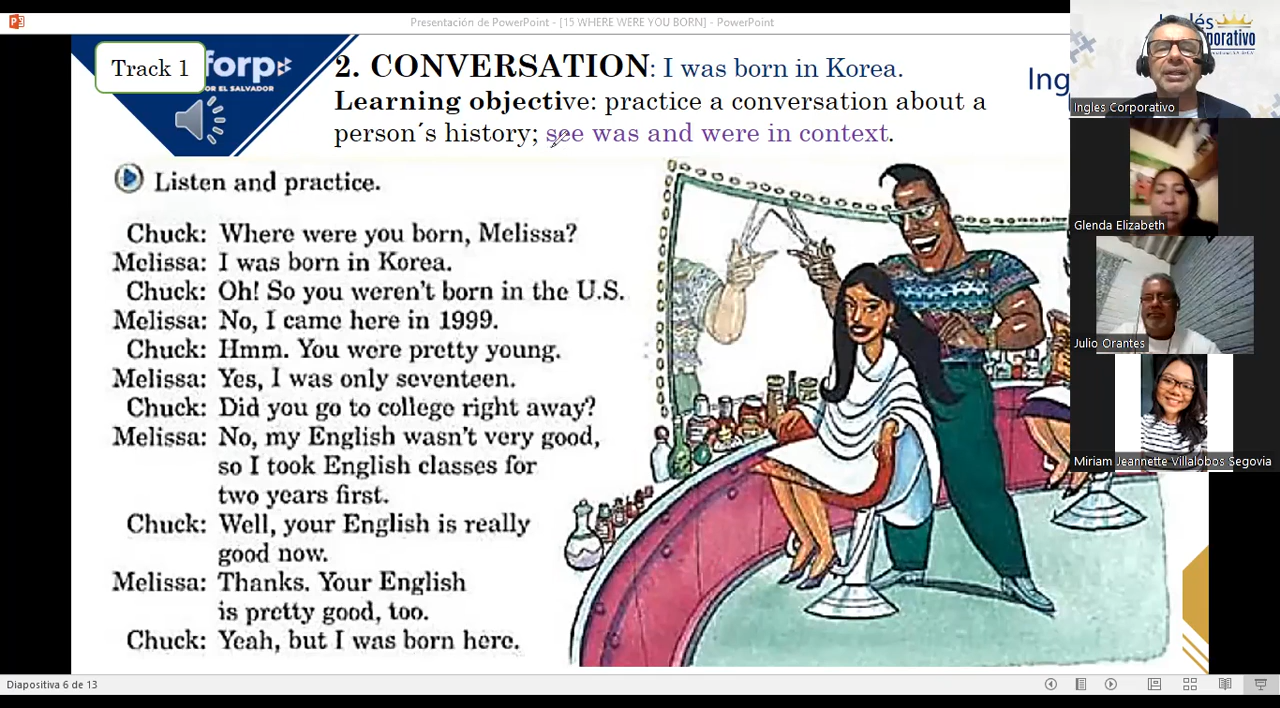 Presentación de PowerPoint - [15 WHERE WERE YOU BORN] - PowerPoint
Track 1
forp
POR EL SALVADOR
2. CONVERSATION: I was born in Korea.
Learning objective: practice a conversation about a
person´s history; see was and were in context.
Ing
Listen and practice.
Chuck: Where were you born, Melissa?
Melissa: I was born in Korea.
Chuck: Oh! So you weren't born in the U.S.
Melissa: No, I came here in 1999.
Chuck: Hmm. You were pretty young.
Melissa: Yes, I was only seventeen.
Chuck: Did you go to college right away?
Melissa: No, my English wasn't very good,
so I took English classes for
two years first.
Chuck: Well, your English is really
good now.
Melissa: Thanks. Your English
is pretty good, too.
Chuck: Yeah, but I was born here.
Ingles Corporativo
Glenda Elizabeth
Julio Orantes
Miriam Jeannette Villalobos Segovia
Diapositiva 6 de 13